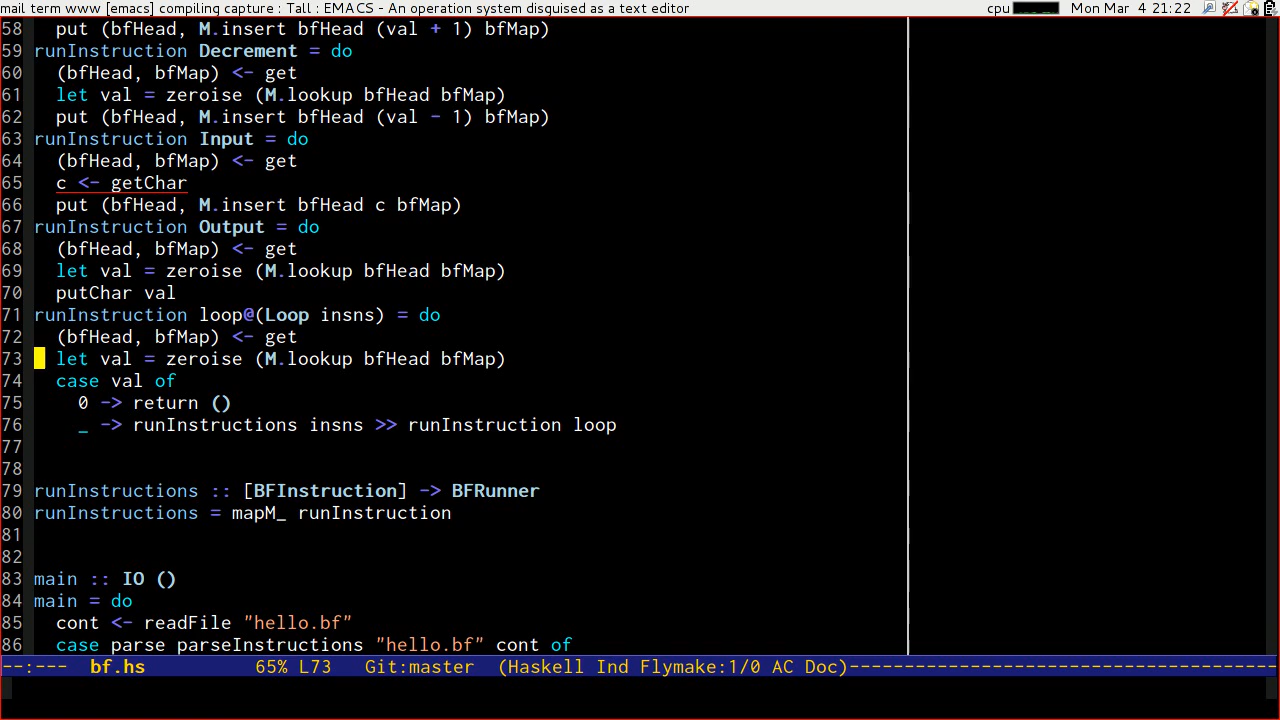 mail term www [emacs] compiling capture : Tall : EMACS - An operation system disguised as a text editor cpu Mon Mar 4 21:22
58   put (bfHead, M.insert bfHead (val + 1) bfMap)
59 runInstruction Decrement = do
60   (bfHead, bfMap) <- get
61   let val = zeroise (M.lookup bfHead bfMap)
62   put (bfHead, M.insert bfHead (val - 1) bfMap)
63 runInstruction Input = do
64   (bfHead, bfMap) <- get
65   c <- getChar
66   put (bfHead, M.insert bfHead c bfMap)
67 runInstruction Output = do
68   (bfHead, bfMap) <- get
69   let val = zeroise (M.lookup bfHead bfMap)
70   putChar val
71 runInstruction loop@(Loop insns) = do
72   (bfHead, bfMap) <- get
73   let val = zeroise (M.lookup bfHead bfMap)
74   case val of
75     0 -> return ()
76     _ -> runInstructions insns >> runInstruction loop
77
78
79 runInstructions :: [BFInstruction] -> BFRunner
80 runInstructions = mapM_ runInstruction
81
82
83 main :: IO ()
84 main = do
85   cont <- readFile "hello.bf"
86   case parse parseInstructions "hello.bf" cont of
--:--- bf.hs 65% L73 Git:master (Haskell Ind Flymake:1/0 AC Doc)---------------------------------------